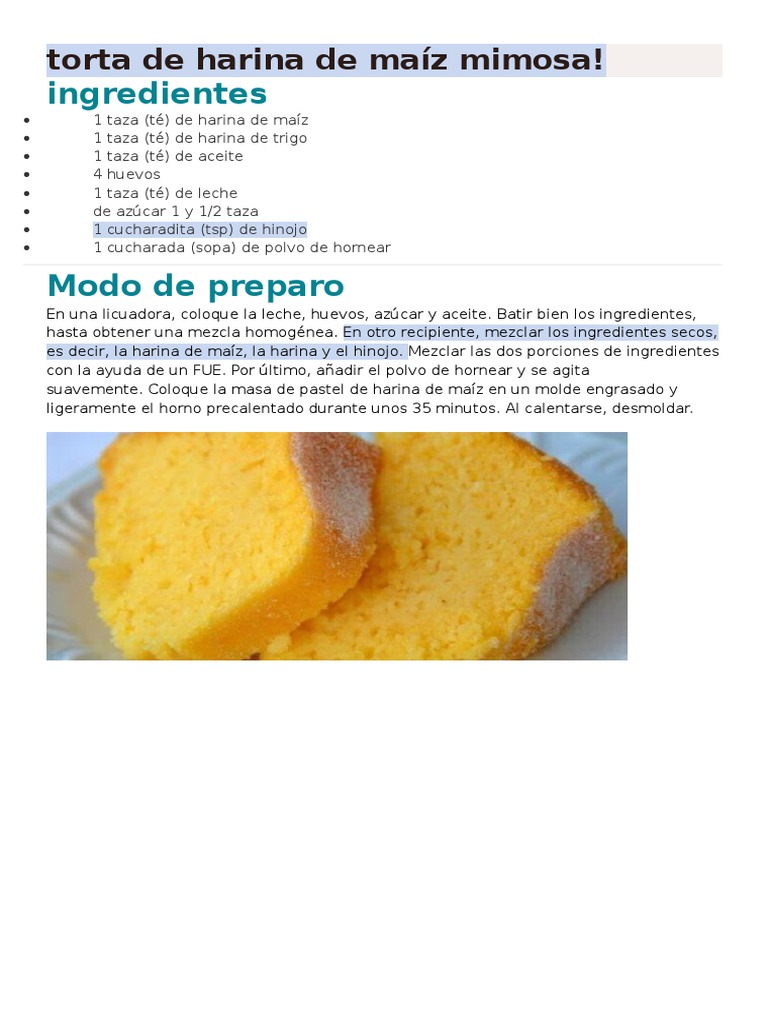 torta de harina de maíz mimosa!
ingredientes
• 1 taza (té) de harina de maíz
• 1 taza (té) de harina de trigo
• 1 taza (té) de aceite
• 4 huevos
• 1 taza (té) de leche
• de azúcar 1 y 1/2 taza
• 1 cucharadita (tsp) de hinojo
• 1 cucharada (sopa) de polvo de hornear
Modo de preparo
En una licuadora, coloque la leche, huevos, azúcar y aceite. Batir bien los ingredientes,
hasta obtener una mezcla homogénea. En otro recipiente, mezclar los ingredientes secos,
es decir, la harina de maíz, la harina y el hinojo. Mezclar las dos porciones de ingredientes
con la ayuda de un FUE. Por último, añadir el polvo de hornear y se agita
suavemente. Coloque la masa de pastel de harina de maíz en un molde engrasado y
ligeramente el horno precalentado durante unos 35 minutos. Al calentarse, desmoldar.